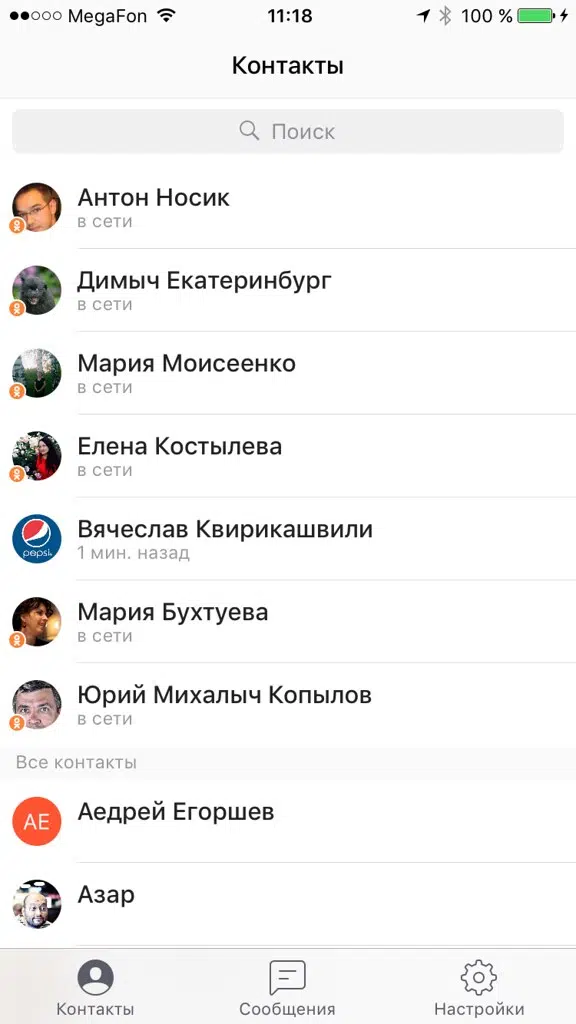 MegaFon 11:18 100 %
Контакты
Поиск
Антон Носик
в сети
Димыч Екатеринбург
в сети
Мария Моисеенко
в сети
Елена Костылева
в сети
Вячеслав Квирикашвили
pepsi
1 мин. назад
Мария Бухтуева
в сети
Юрий Михалыч Копылов
в сети
Все контакты
АЕ
Аедрей Егоршев
Азар
Контакты Сообщения Настройки